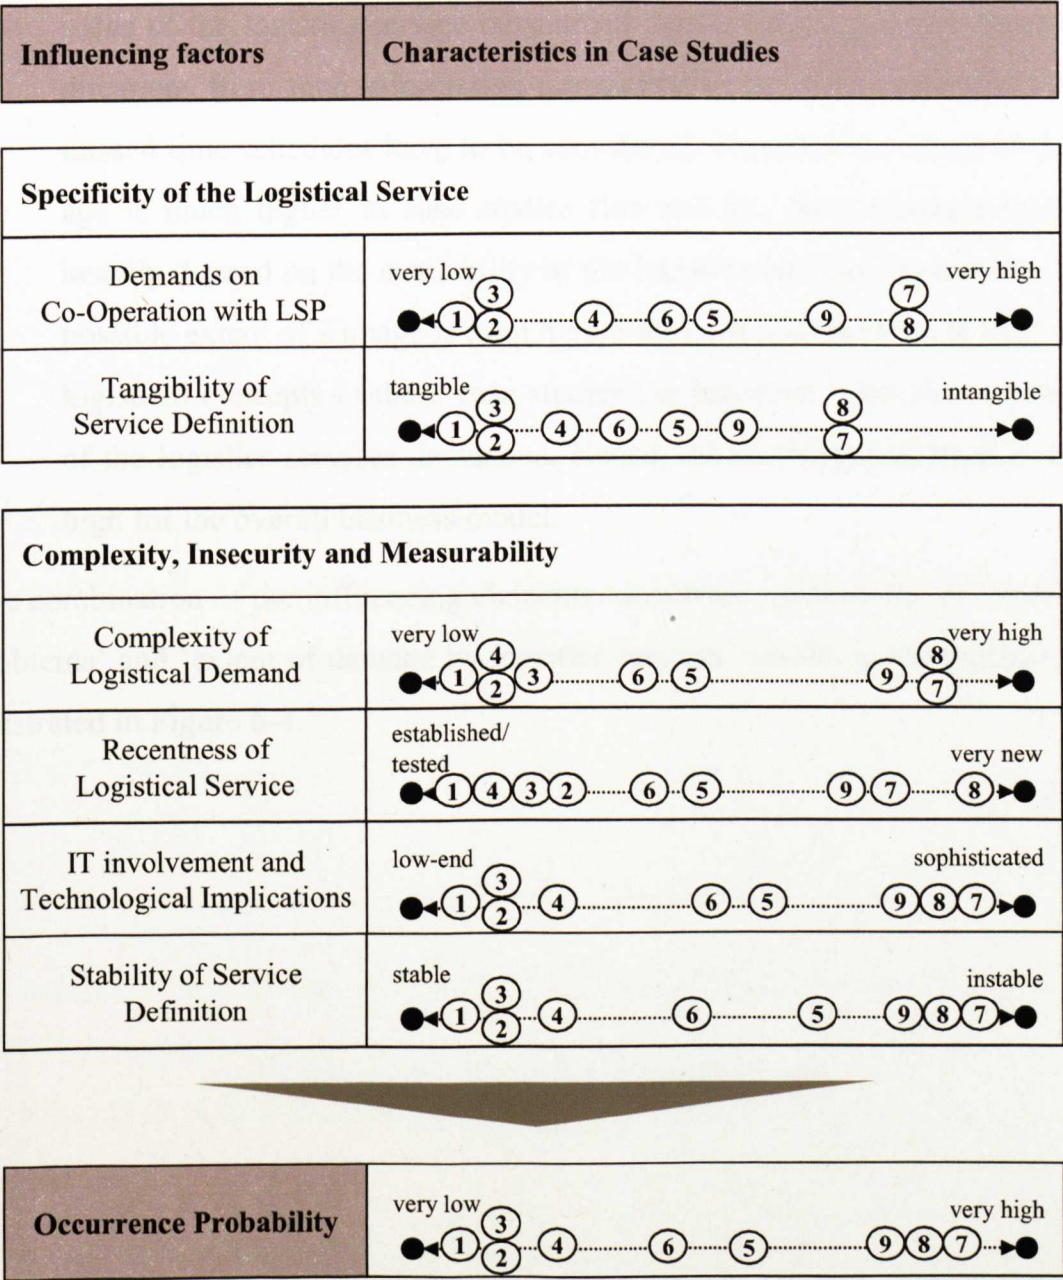 Influencing factors
Characteristics in Case Studies
Specificity of the Logistical Service
Demands on
Co-Operation with LSP
very low
very high
3
7
1 2 4 6 5 9 8
Tangibility of
Service Definition
tangible
intangible
3
8
1 2 4 6 5 9 7
high for the overall business model.
Complexity, Insecurity and Measurability
Complexity of
Logistical Demand
very low
very high
4
8
1 2 3 6 5 9 7
Recentness of
Logistical Service
established/
tested
very new
1 4 3 2 6 5 9 7 8
IT involvement and
Technological Implications
low-end
sophisticated
3
1 2 4 6 5 9 8 7
Stability of Service
Definition
stable
instable
3
1 2 4 6 5 9 8 7
Occurrence Probability
very low
very high
3
1 2 4 6 5 9 8 7